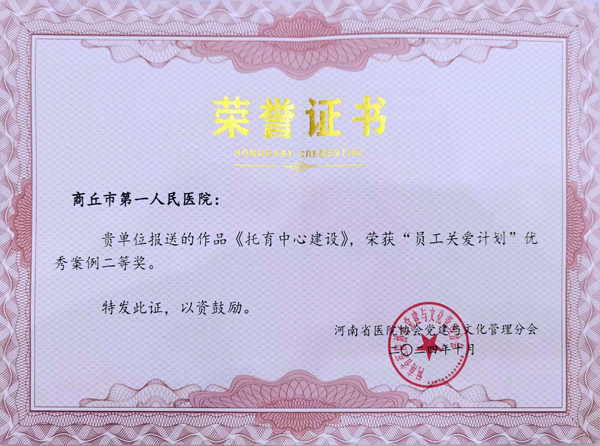 荣誉证书
HONORARY CREDENTIAL
商丘市第一人民医院：
贵单位报送的作品《托育中心建设》，荣获“员工关爱计划”优
秀案例二等奖。
特发此证，以资鼓励。
河南省医院协会党建与文化管理分会
二〇二四年十月